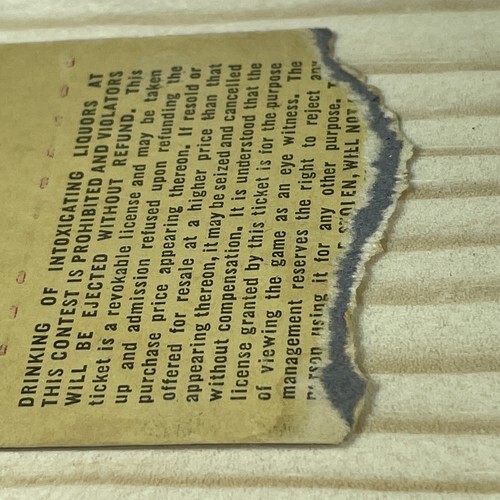 DRINKING OF INTOXICATING LIQUORS AT
THIS CONTEST IS PROHIBITED AND VIOLATORS
WILL BE EJECTED WITHOUT REFUND. This
ticket is a revokable license and may be taken
up and admission refused upon refunding the
purchase price appearing thereon. If resold or
offered for resale at a higher price than that
appearing thereon, it may be seized and cancelled
without compensation. It is understood that the
license granted by this ticket is for the purpose
of viewing the game as an eye witness. The
management reserves the right to reject any
person using it for any other purpose.
WILL NOT